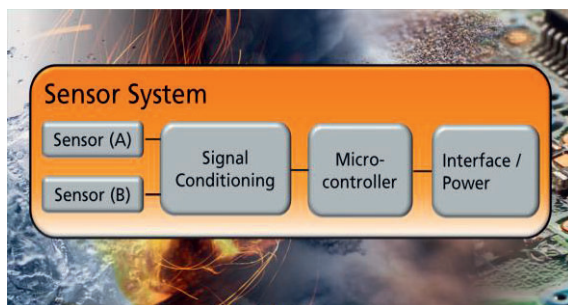 Sensor System
Sensor (A)
Sensor (B)
Signal
Conditioning
Micro-
controller
Interface /
Power